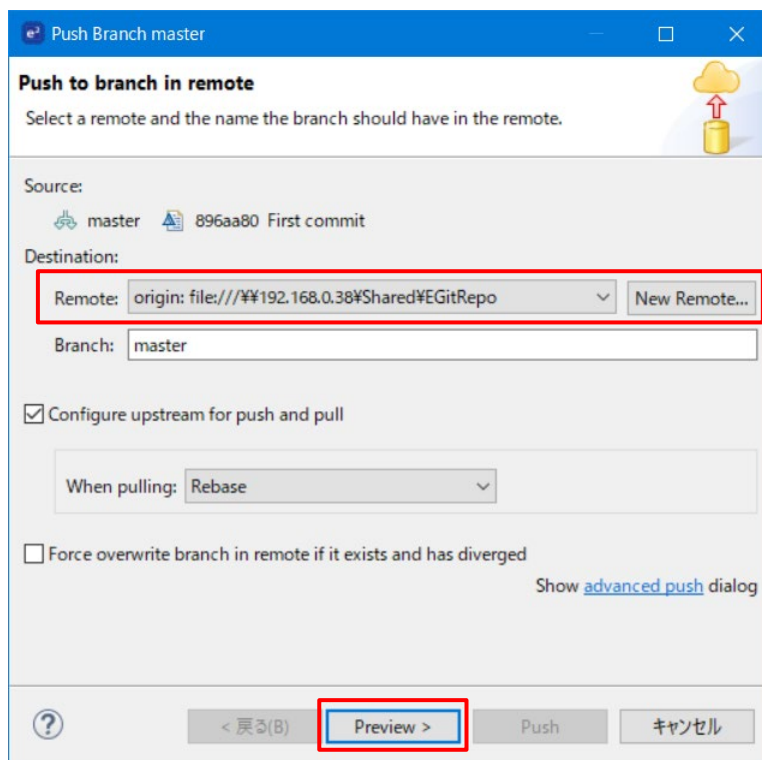 e² Push Branch master
Push to branch in remote
Select a remote and the name the branch should have in the remote.
Source:
master 896aa80 First commit
Destination:
Remote: origin: file:///¥¥192.168.0.38¥Shared¥EGitRepo New Remote...
Branch: master
Configure upstream for push and pull
When pulling: Rebase
Force overwrite branch in remote if it exists and has diverged
Show advanced push dialog
? < 戻る(B) Preview > Push キャンセル